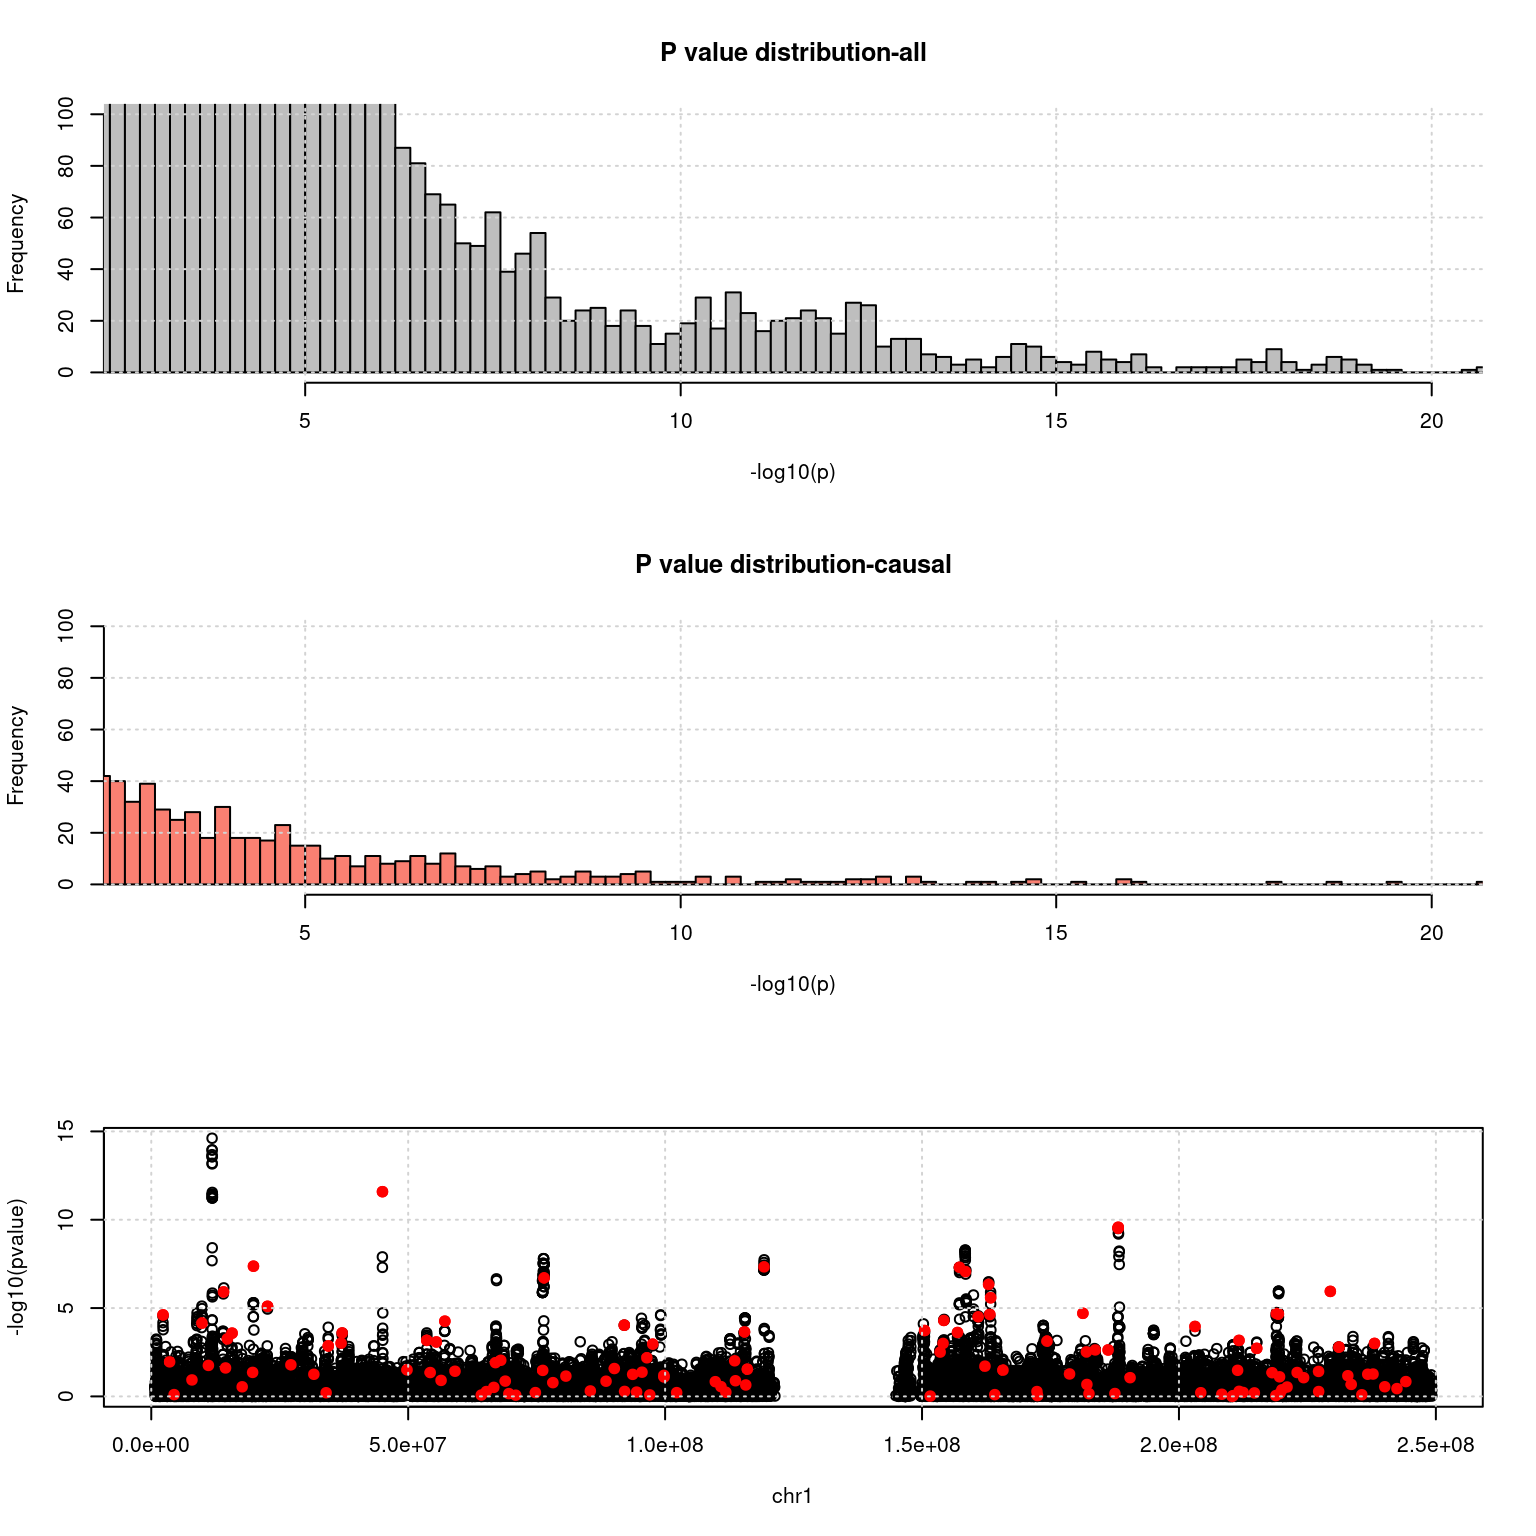 P value distribution-all
Frequency
100
80
60
40
20
0
5 10 15 20
-log10(p)
P value distribution-causal
Frequency
100
80
60
40
20
0
5 10 15 20
-log10(p)
-log10(pvalue)
15
10
5
0
0.0e+00 5.0e+07 1.0e+08 1.5e+08 2.0e+08 2.5e+08
chr1